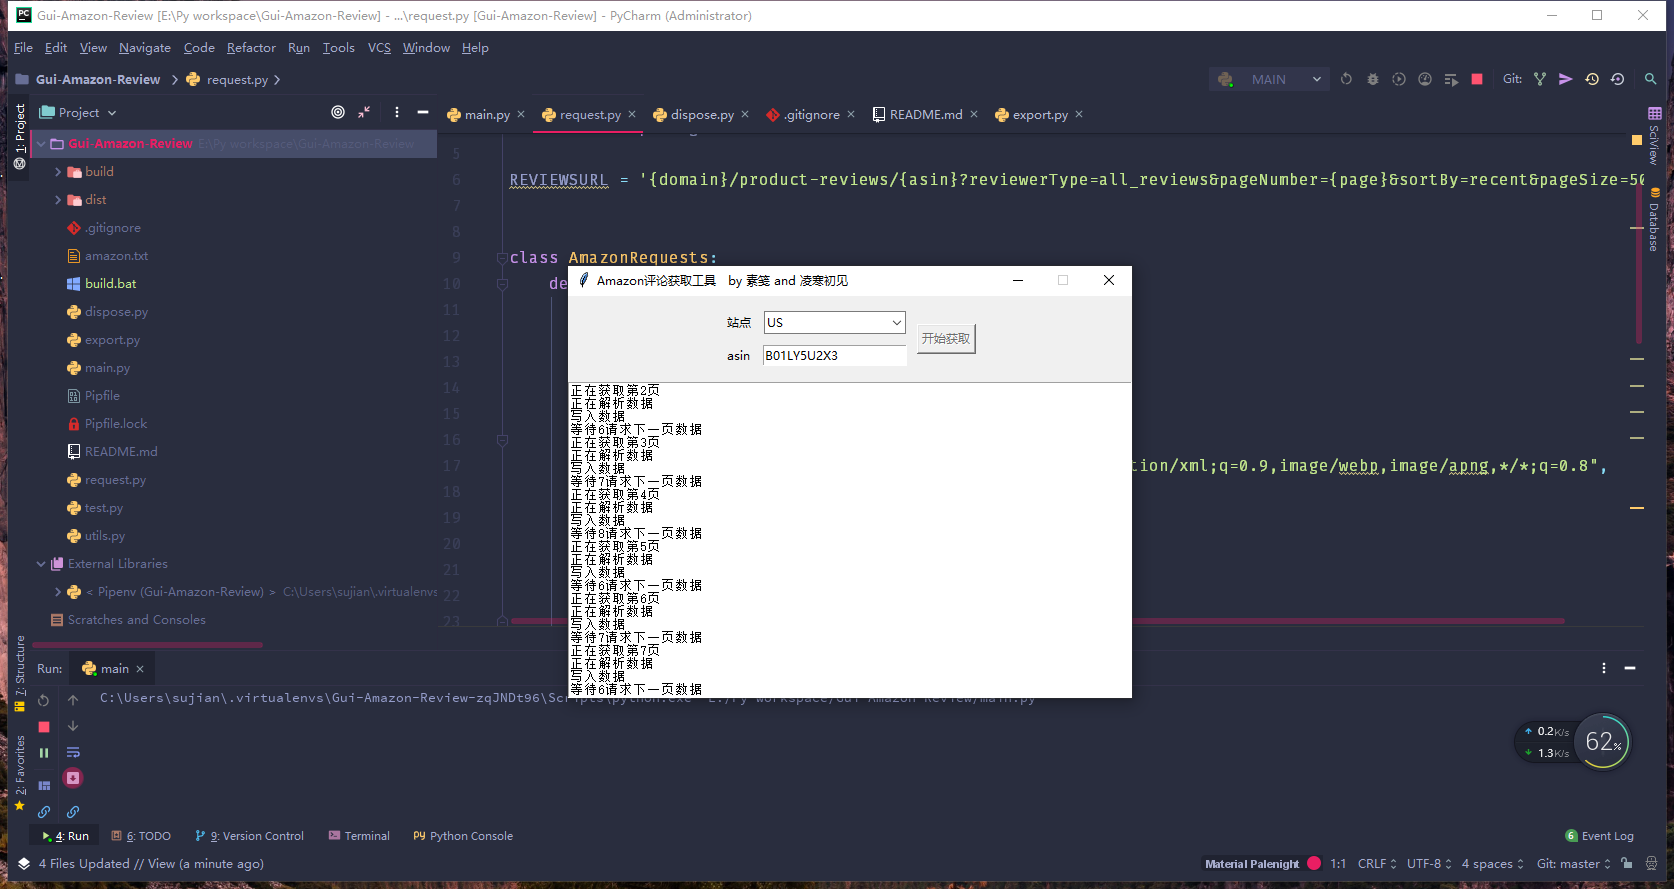 Gui-Amazon-Review [E:\Py workspace\Gui-Amazon-Review] - ...\request.py [Gui-Amazon-Review] - PyCharm (Administrator)
File Edit View Navigate Code Refactor Run Tools VCS Window Help
Gui-Amazon-Review request.py
MAIN
Git:
1: Project
Project
main.py
request.py
dispose.py
.gitignore
README.md
export.py
Gui-Amazon-Review E:\Py workspace\Gui-Amazon-Review
build
dist
.gitignore
amazon.txt
build.bat
dispose.py
export.py
main.py
Pipfile
Pipfile.lock
README.md
request.py
test.py
utils.py
External Libraries
< Pipenv (Gui-Amazon-Review) > C:\Users\sujian\.virtualenvs
Scratches and Consoles
5
6 REVIEWSURL = '{domain}/product-reviews/{asin}?reviewerType=all_reviews&pageNumber={page}&sortBy=recent&pageSize=50
7
8
9 class AmazonRequests:
10 de
11
12
13
14
15
16
17 tion/xml;q=0.9,image/webp,image/apng,*/*;q=0.8",
18
19
20
21
22
23
SciView
Database
Amazon评论获取工具 by 素笺 and 凌寒初见
站点 US
开始获取
asin B01LY5U2X3
正在获取第2页
正在解析数据
写入数据
等待6请求下一页数据
正在获取第3页
正在解析数据
写入数据
等待7请求下一页数据
正在获取第4页
正在解析数据
写入数据
等待8请求下一页数据
正在获取第5页
正在解析数据
写入数据
等待6请求下一页数据
正在获取第6页
正在解析数据
写入数据
等待7请求下一页数据
正在获取第7页
正在解析数据
写入数据
等待6请求下一页数据
7: Structure
2: Favorites
Run: main
C:\Users\sujian\.virtualenvs\Gui-Amazon-Review-zqJNDt96\Scripts\python.exe "E:/Py workspace/Gui-Amazon-Review/main.py"
0.2K/s
1.3K/s
62%
4: Run 6: TODO 9: Version Control Terminal Python Console
6 Event Log
4 Files Updated // View (a minute ago)
Material Palenight 1:1 CRLF UTF-8 4 spaces Git: master